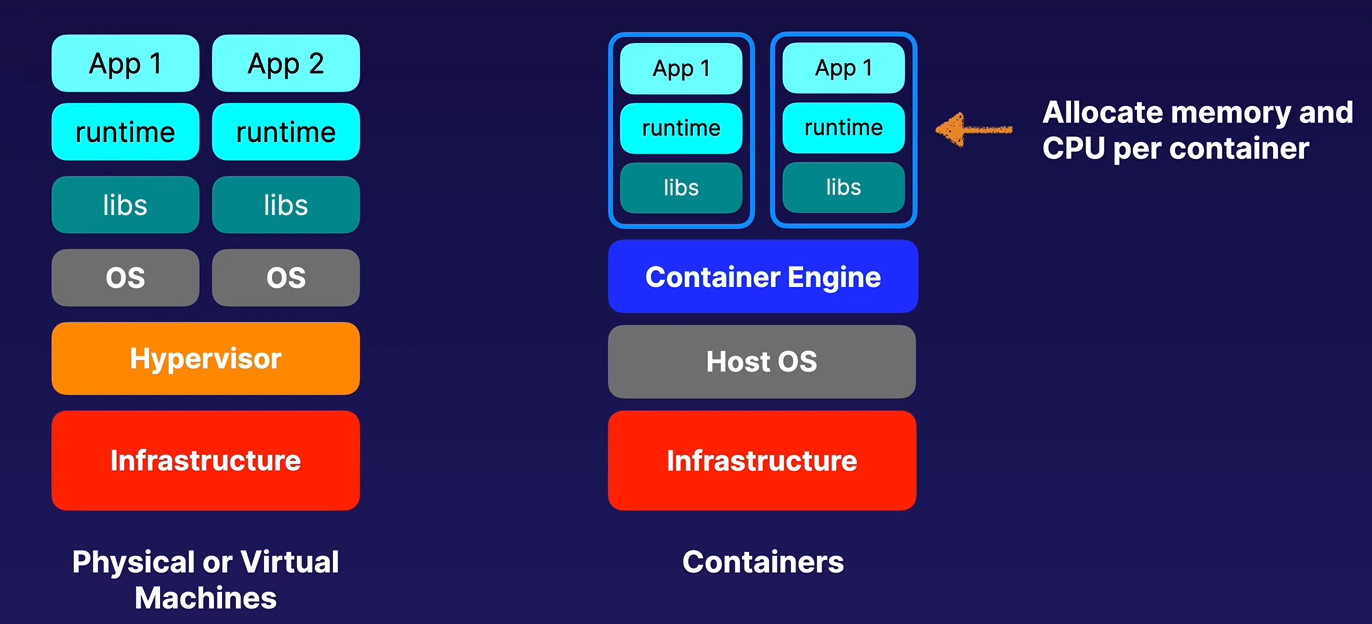 App 1
App 2
runtime
runtime
libs
libs
OS
OS
Hypervisor
Infrastructure
Physical or Virtual
Machines
App 1
App 1
runtime
runtime
libs
libs
Container Engine
Host OS
Infrastructure
Containers
Allocate memory and
CPU per container